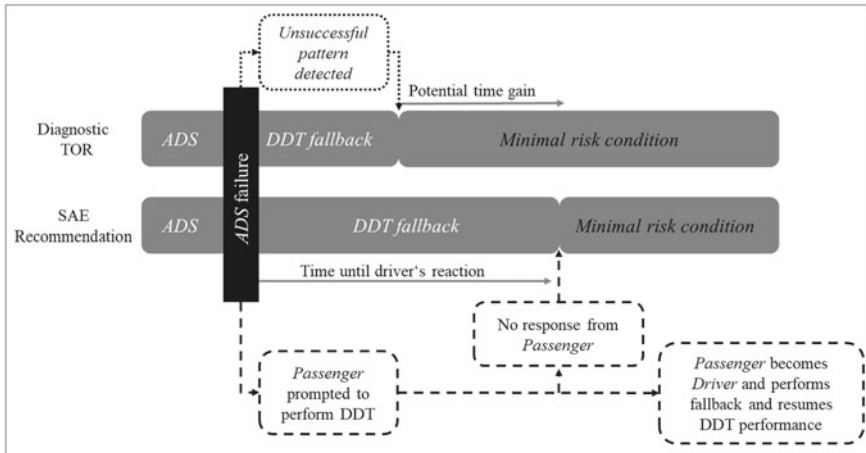 Unsuccessful
pattern
detected
Potential time gain
Diagnostic
TOR
ADS
DDT fallback
Minimal risk condition
ADS failure
SAE
Recommendation
ADS
DDT fallback
Minimal risk condition
Time until driver‘s reaction
No response from
Passenger
Passenger
prompted to
perform DDT
Passenger becomes
Driver and performs
fallback and resumes
DDT performance